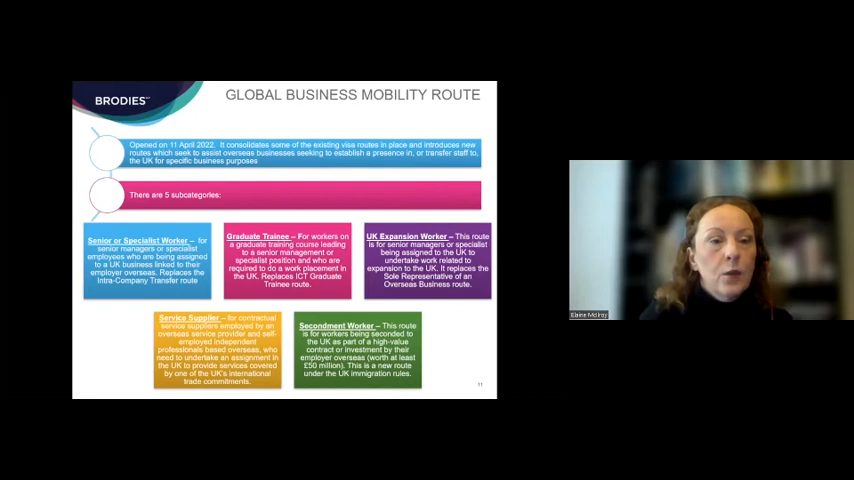 BRODIES LLP
GLOBAL BUSINESS MOBILITY ROUTE
Opened on 11 April 2022. It consolidates some of the existing visa routes in place and introduces new
routes which seek to assist overseas businesses seeking to establish a presence in, or transfer staff to,
the UK for specific business purposes
There are 5 subcategories:
Senior or Specialist Worker – for
senior managers or specialist
employees who are being assigned
to a UK business linked to their
employer overseas. Replaces the
Intra-Company Transfer route
Graduate Trainee – For workers on
a graduate training course leading
to a senior management or
specialist position and who are
required to do a work placement in
the UK. Replaces ICT Graduate
Trainee route.
UK Expansion Worker – This route
is for senior managers or specialist
being assigned to the UK to
undertake work related to
expansion to the UK. It replaces the
Sole Representative of an
Overseas Business route.
Service Supplier – for contractual
service suppliers employed by an
overseas service provider and self-
employed independent
professionals based overseas, who
need to undertake an assignment in
the UK to provide services covered
by one of the UK's international
trade commitments.
Secondment Worker – This route
is for workers being seconded to
the UK as part of a high-value
contract or investment by their
employer overseas (worth at least
£50 million). This is a new route
under the UK immigration rules.
11
Elaine McIlroy